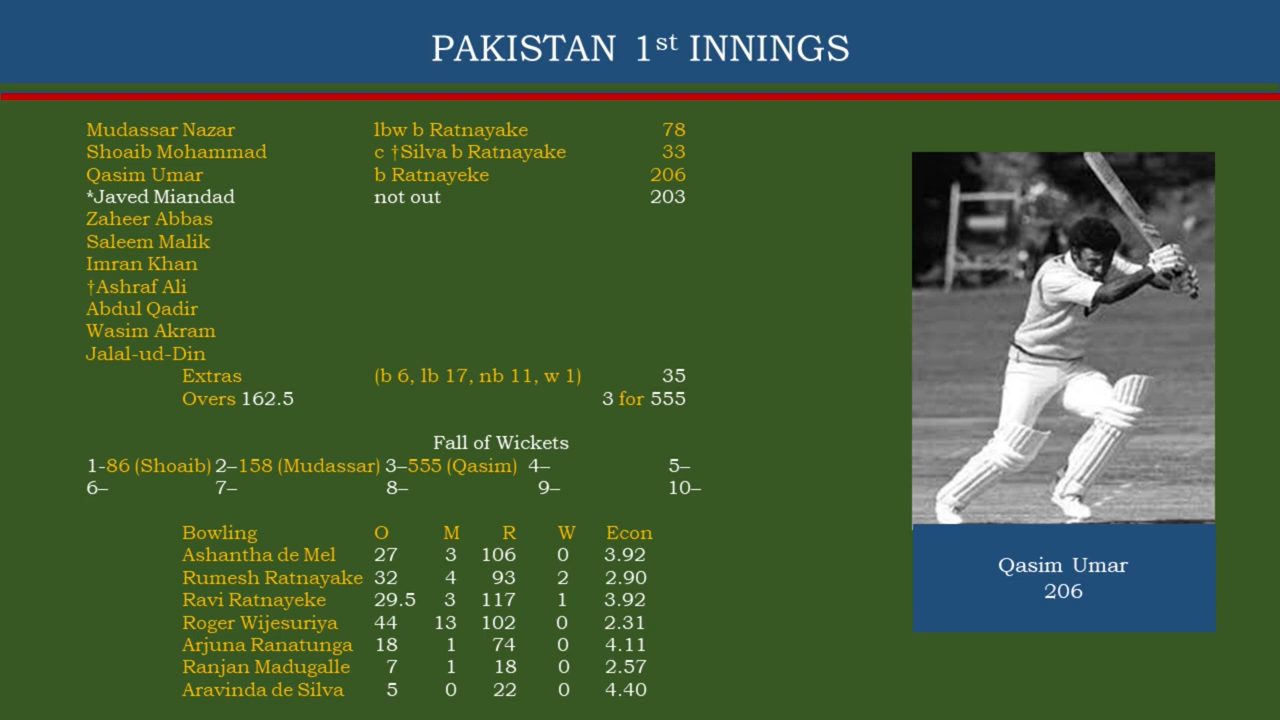 PAKISTAN 1st INNINGS
Mudassar Nazar lbw b Ratnayake 78
Shoaib Mohammad c †Silva b Ratnayake 33
Qasim Umar b Ratnayeke 206
*Javed Miandad not out 203
Zaheer Abbas
Saleem Malik
Imran Khan
†Ashraf Ali
Abdul Qadir
Wasim Akram
Jalal-ud-Din
Extras (b 6, lb 17, nb 11, w 1) 35
Overs 162.5 3 for 555
Fall of Wickets
1-86 (Shoaib) 2–158 (Mudassar) 3–555 (Qasim) 4– 5–
6– 7– 8– 9– 10–
Bowling O M R W Econ
Ashantha de Mel 27 3 106 0 3.92
Rumesh Ratnayake 32 4 93 2 2.90
Ravi Ratnayeke 29.5 3 117 1 3.92
Roger Wijesuriya 44 13 102 0 2.31
Arjuna Ranatunga 18 1 74 0 4.11
Ranjan Madugalle 7 1 18 0 2.57
Aravinda de Silva 5 0 22 0 4.40
Qasim Umar
206